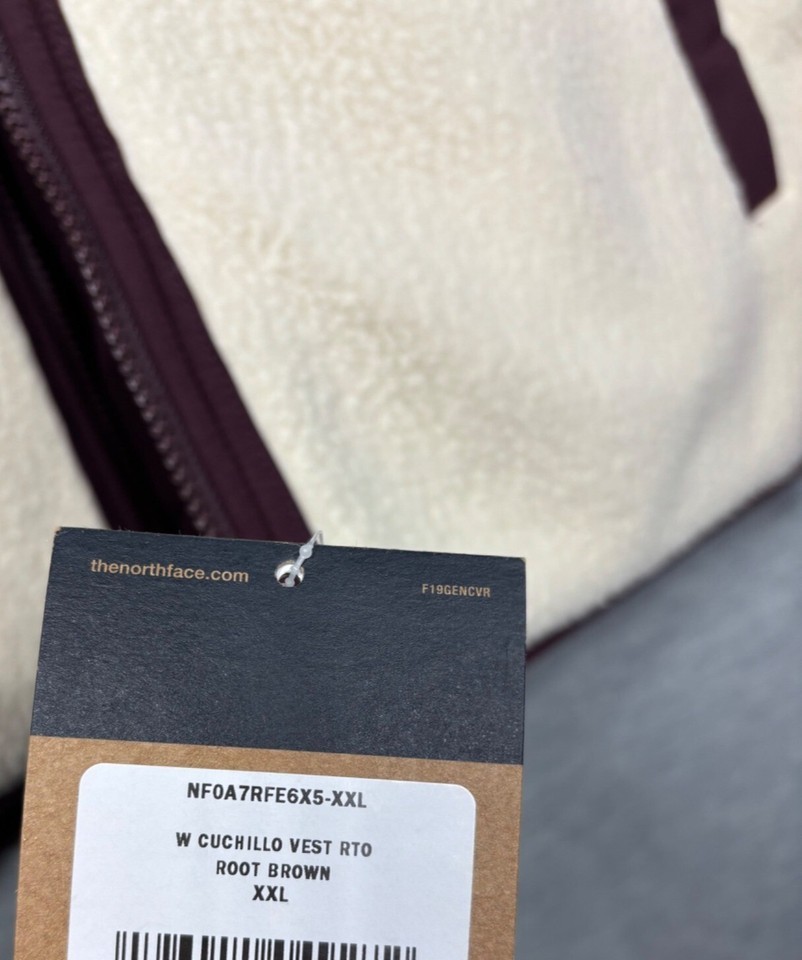 thenorthface.com
F19GENCVR
NF0A7RFE6X5-XXL
W CUCHILLO VEST RTO
ROOT BROWN
XXL